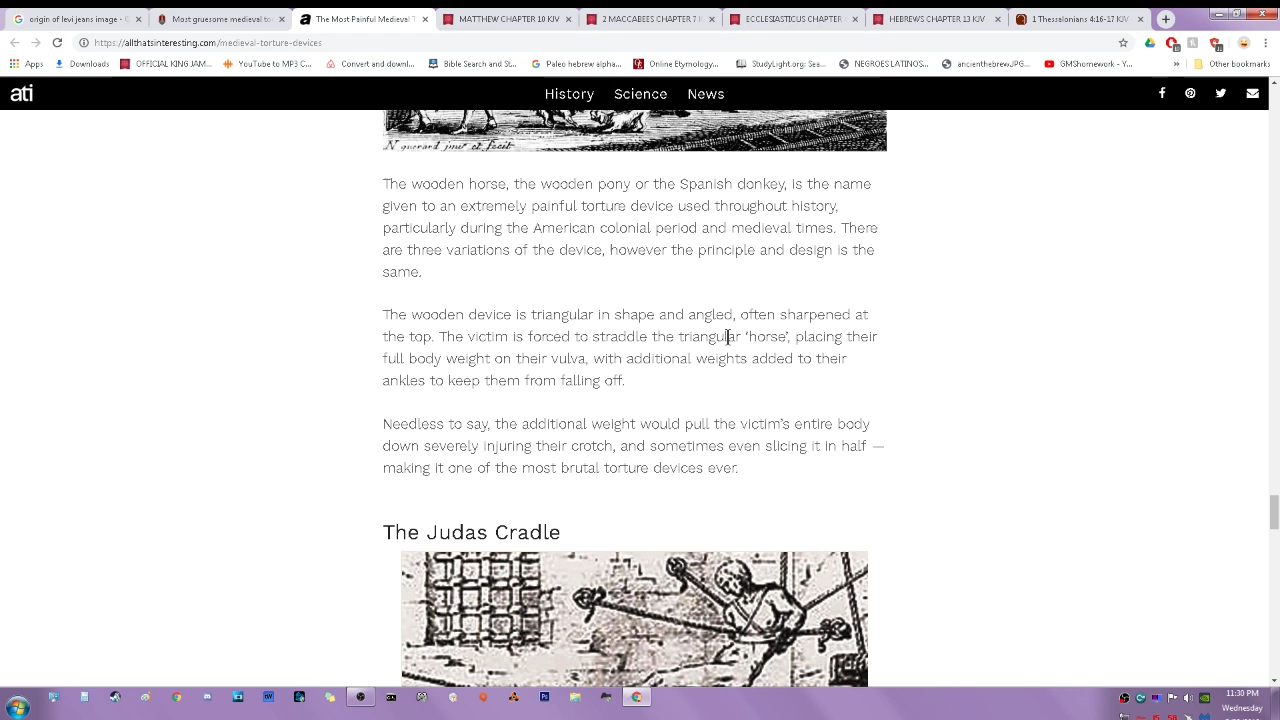 origin of levi jeans image - G
Most gruesome medieval to
The Most Painful Medieval T
MATTHEW CHAPTER
2 MACCABEES CHAPTER 7 K
ECCLESIASTICUS CHAPTER
HEBREWS CHAPTER 13 K
1 Thessalonians 4:16-17 KJV
https://allthatsinteresting.com/medieval-torture-devices
Apps
Downloads
OFFICIAL KING JAM...
YouTube to MP3 C...
Convert and downl...
Bible Search and S...
Paleo hebrew alpha...
Online Etymology...
StudyLight.org: Sea...
NEGROES LATINOS...
ancienthebrewJPG...
GMShomework - Y...
»
Other bookmarks
ati
History
Science
News
The wooden horse, the wooden pony or the Spanish donkey, is the name
given to an extremely painful torture device used throughout history,
particularly during the American colonial period and medieval times. There
are three variations of the device, however the principle and design is the
same.
The wooden device is triangular in shape and angled, often sharpened at
the top. The victim is forced to straddle the triangular ‘horse’, placing their
full body weight on their vulva, with additional weights added to their
ankles to keep them from falling off.
Needless to say, the additional weight would pull the victim’s entire body
down severely injuring their crotch, and sometimes even slicing it in half —
making it one of the most brutal torture devices ever.
The Judas Cradle
11:30 PM
Wednesday